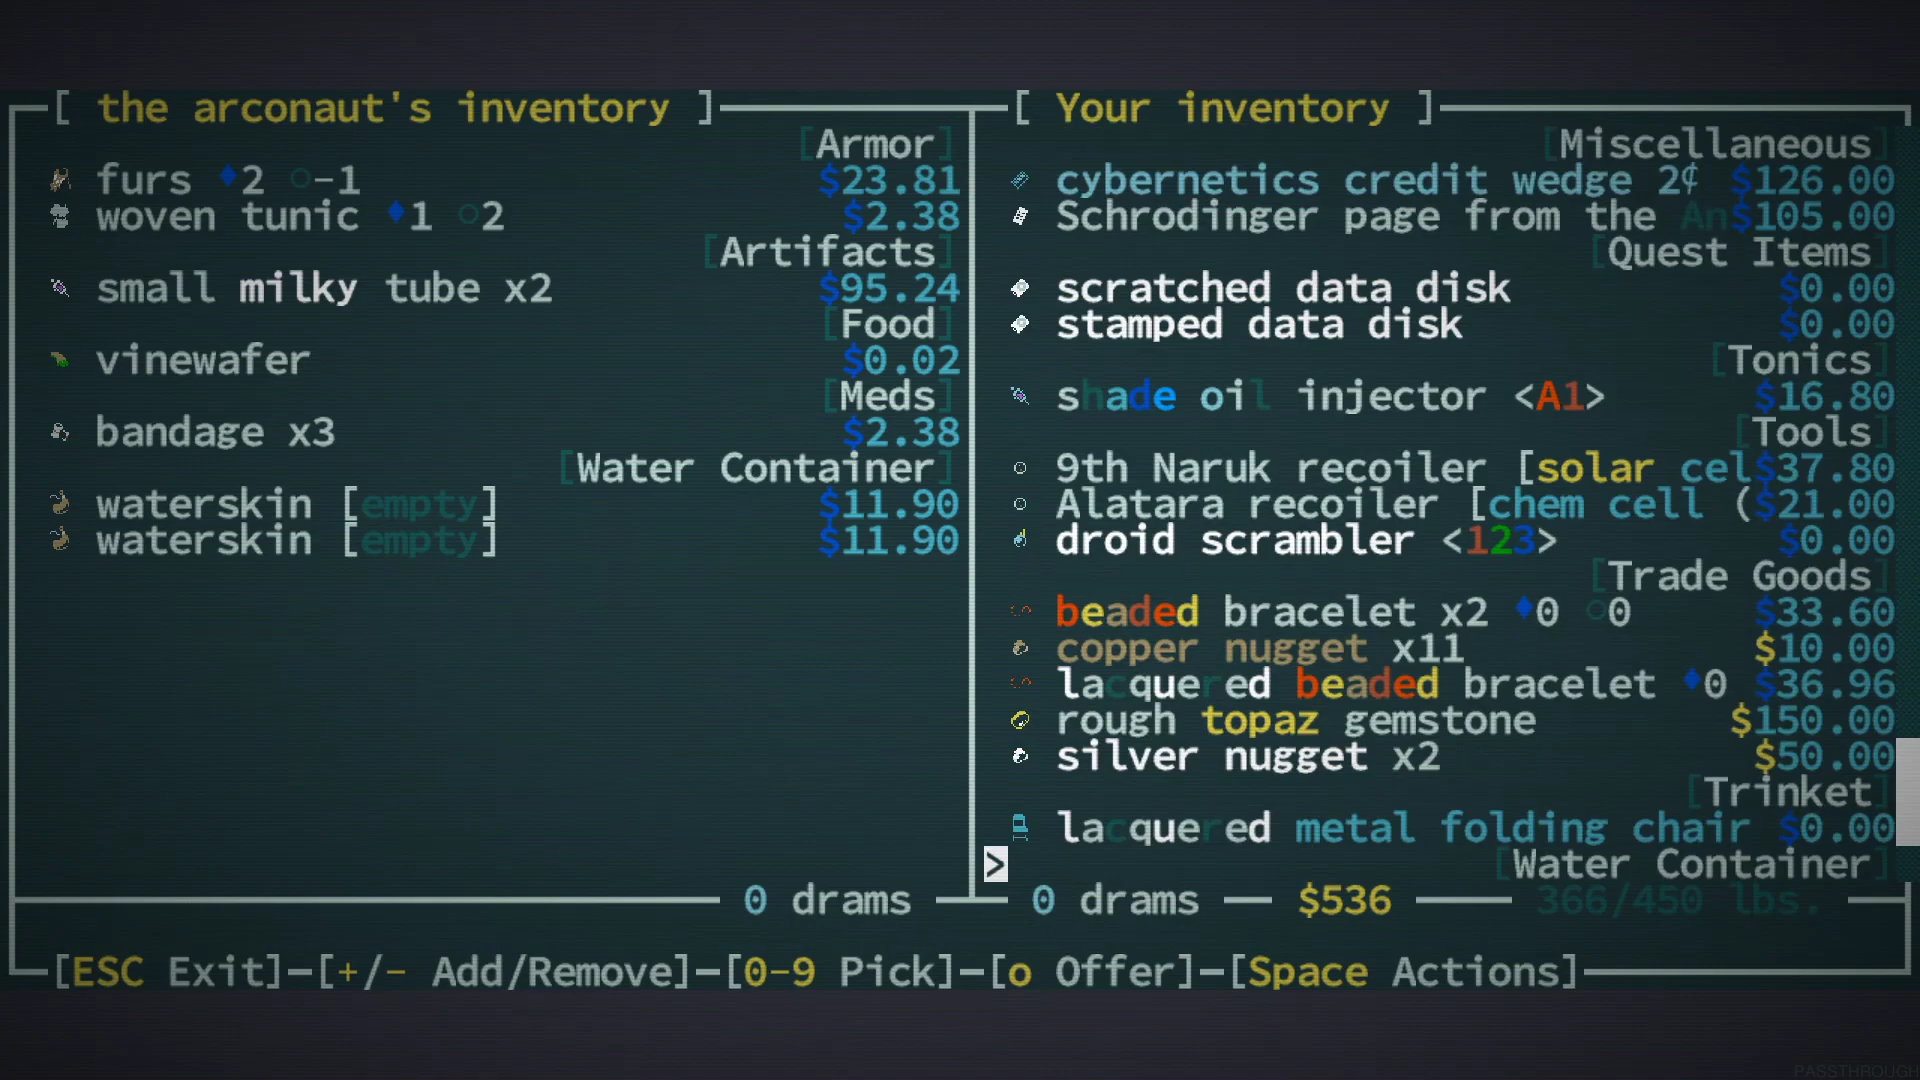 [ the arconaut's inventory ]
[Armor]
furs ♦2 ○-1 $23.81
woven tunic ♦1 ○2 $2.38
[Artifacts]
small milky tube x2 $95.24
[Food]
vinewafer $0.02
[Meds]
bandage x3 $2.38
[Water Container]
waterskin [empty] $11.90
waterskin [empty] $11.90
0 drams
[ Your inventory ]
[Miscellaneous]
cybernetics credit wedge 2¢ $126.00
Schrodinger page from the An$105.00
[Quest Items]
scratched data disk $0.00
stamped data disk $0.00
[Tonics]
shade oil injector <A1> $16.80
[Tools]
9th Naruk recoiler [solar cel$37.80
Alatara recoiler [chem cell ($21.00
droid scrambler <123> $0.00
[Trade Goods]
beaded bracelet x2 ♦0 ○0 $33.60
copper nugget x11 $10.00
lacquered beaded bracelet ♦0 $36.96
rough topaz gemstone $150.00
silver nugget x2 $50.00
[Trinket]
lacquered metal folding chair $0.00
> [Water Container]
0 drams $536 366/450 lbs.
[ESC Exit]-[+/- Add/Remove]-[0-9 Pick]-[o Offer]-[Space Actions]
PASSTHROUGH